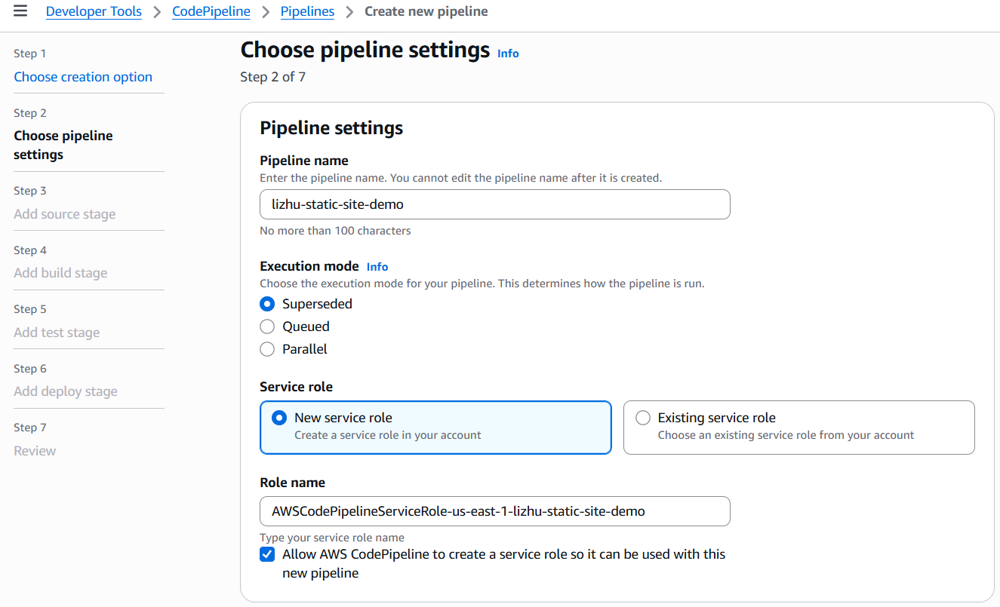 Developer Tools > CodePipeline > Pipelines > Create new pipeline
Step 1
Choose creation option
Step 2
Choose pipeline
settings
Step 3
Add source stage
Step 4
Add build stage
Step 5
Add test stage
Step 6
Add deploy stage
Step 7
Review
Choose pipeline settings Info
Step 2 of 7
Pipeline settings
Pipeline name
Enter the pipeline name. You cannot edit the pipeline name after it is created.
lizhu-static-site-demo
No more than 100 characters
Execution mode Info
Choose the execution mode for your pipeline. This determines how the pipeline is run.
Superseded
Queued
Parallel
Service role
New service role
Create a service role in your account
Existing service role
Choose an existing service role from your account
Role name
AWSCodePipelineServiceRole-us-east-1-lizhu-static-site-demo
Type your service role name
Allow AWS CodePipeline to create a service role so it can be used with this
new pipeline